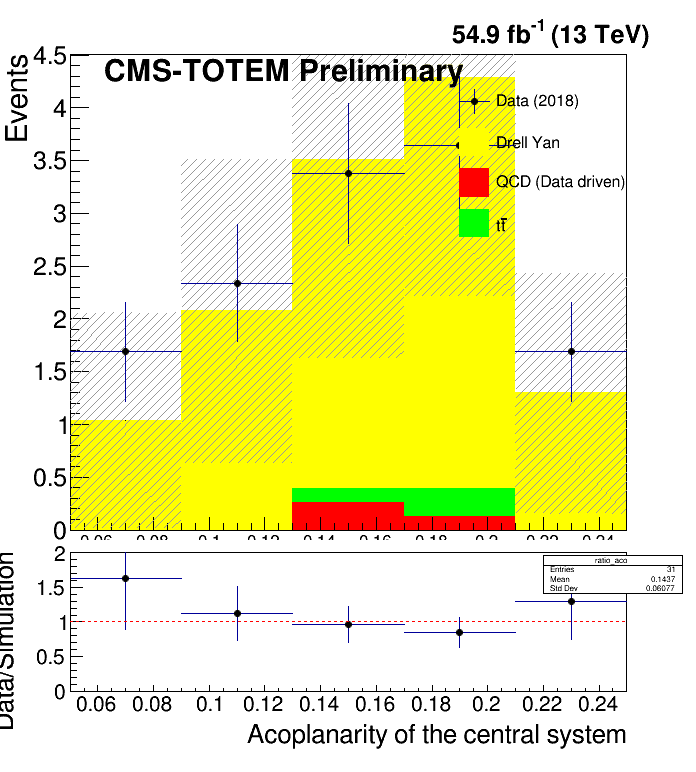 54.9 fb-1 (13 TeV)
CMS-TOTEM Preliminary
Events
4.5
4
3.5
3
2.5
2
1.5
1
0.5
0
Data (2018)
Drell Yan
QCD (Data driven)
tt̄
0.06 0.08 0.1 0.12 0.14 0.16 0.18 0.2 0.22 0.24
Data/Simulation
2
1.5
1
0.5
0
ratio_aco
Entries 31
Mean 0.1437
Std Dev 0.06077
0.06 0.08 0.1 0.12 0.14 0.16 0.18 0.2 0.22 0.24
Acoplanarity of the central system